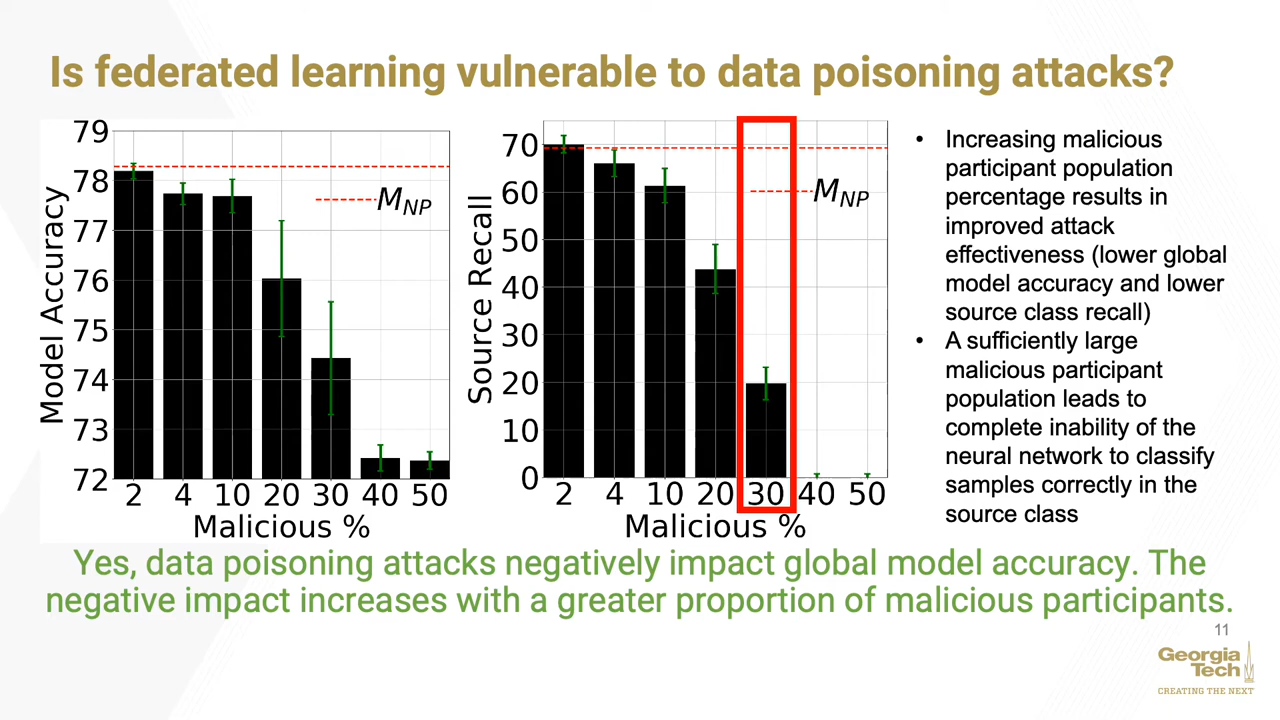 Is federated learning vulnerable to data poisoning attacks?
79
78
77
76
75
74
73
72
Model Accuracy
M_NP
2 4 10 20 30 40 50
Malicious %
70
60
50
40
30
20
10
0
Source Recall
M_NP
2 4 10 20 30 40 50
Malicious %
• Increasing malicious
participant population
percentage results in
improved attack
effectiveness (lower global
model accuracy and lower
source class recall)
• A sufficiently large
malicious participant
population leads to
complete inability of the
neural network to classify
samples correctly in the
source class
Yes, data poisoning attacks negatively impact global model accuracy. The
negative impact increases with a greater proportion of malicious participants.
11
Georgia
Tech
CREATING THE NEXT